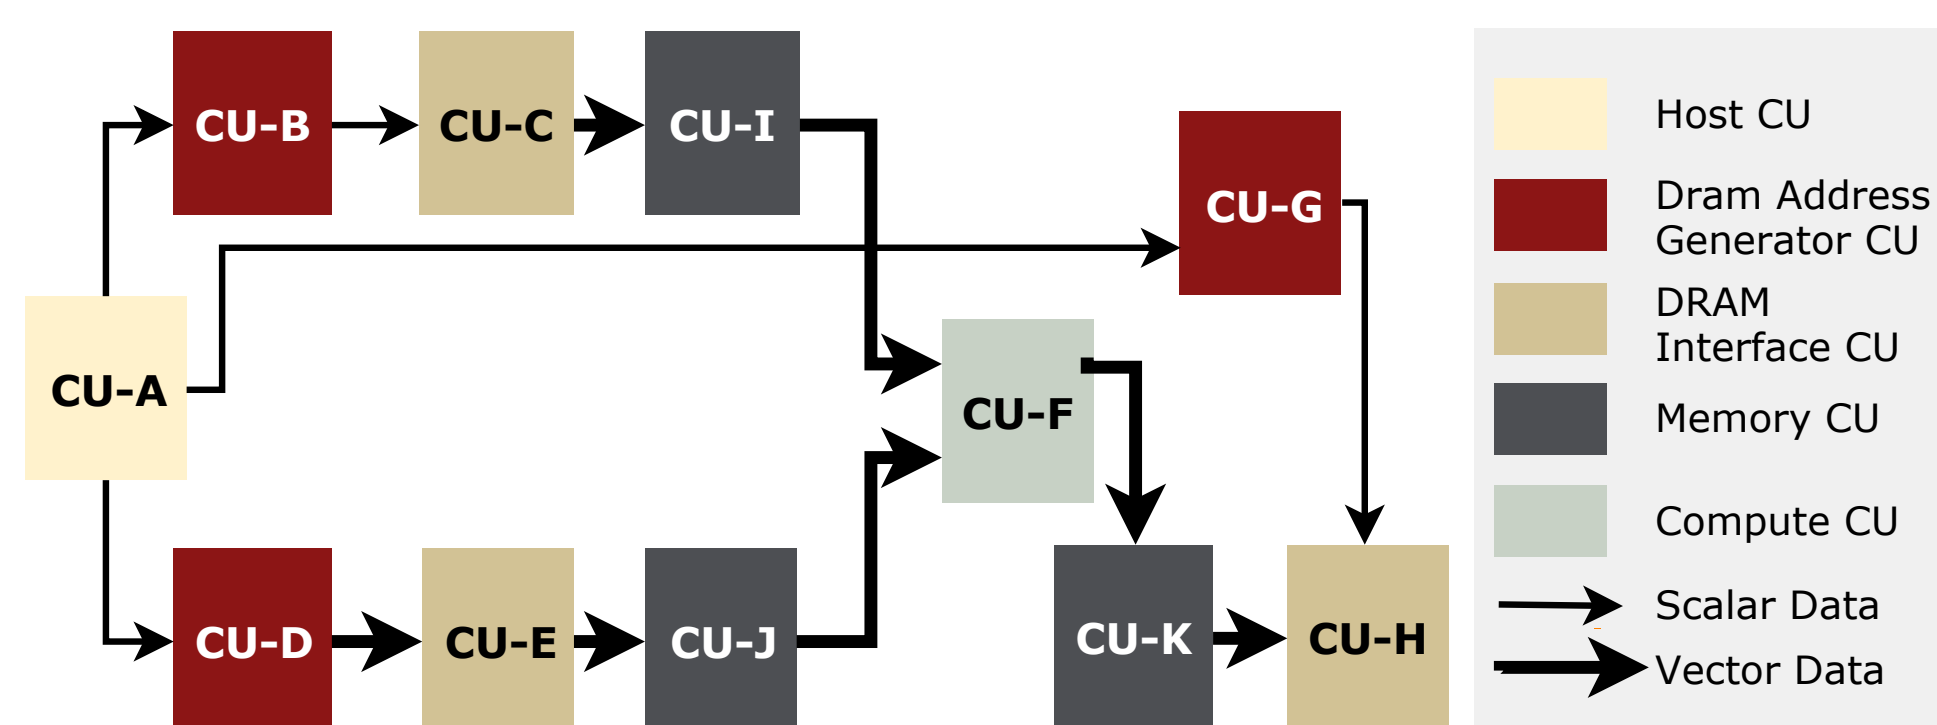 CU-B
CU-C
CU-I
CU-G
CU-A
CU-F
CU-D
CU-E
CU-J
CU-K
CU-H
Host CU
Dram Address
Generator CU
DRAM
Interface CU
Memory CU
Compute CU
Scalar Data
Vector Data